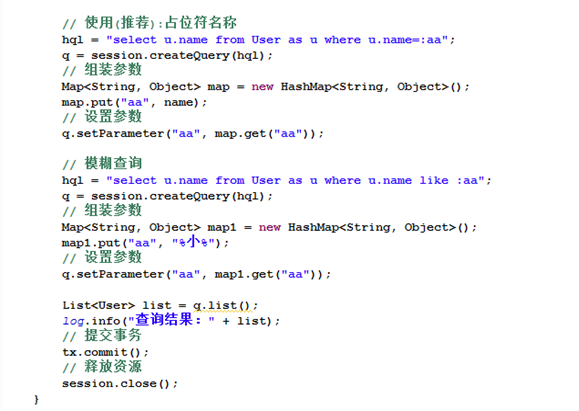 // 使用(推荐):占位符名称
hql = "select u.name from User as u where u.name=:aa";
q = session.createQuery(hql);
// 组装参数
Map<String, Object> map = new HashMap<String, Object>();
map.put("aa", name);
// 设置参数
q.setParameter("aa", map.get("aa"));
// 模糊查询
hql = "select u.name from User as u where u.name like :aa";
q = session.createQuery(hql);
// 组装参数
Map<String, Object> map1 = new HashMap<String, Object>();
map1.put("aa", "%小%");
// 设置参数
q.setParameter("aa", map1.get("aa"));
List<User> list = q.list();
log.info("查询结果：" + list);
// 提交事务
tx.commit();
// 释放资源
session.close();
}